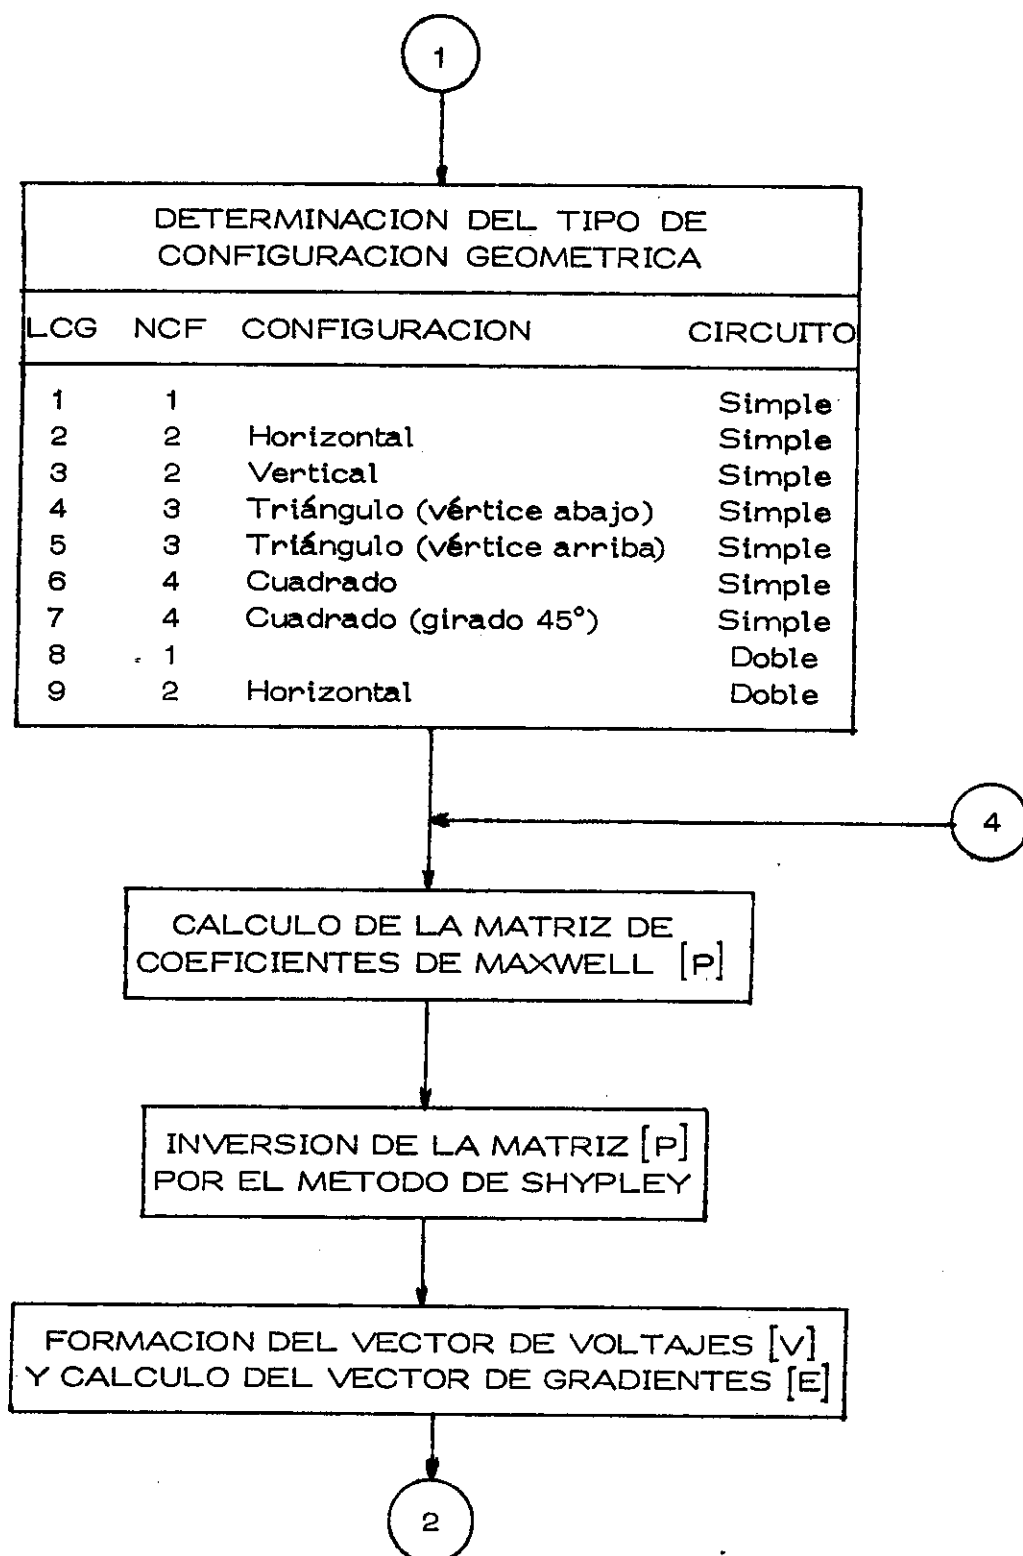 1
DETERMINACION DEL TIPO DE
CONFIGURACION GEOMETRICA
LCG NCF CONFIGURACION CIRCUITO
1 1 Simple
2 2 Horizontal Simple
3 2 Vertical Simple
4 3 Triángulo (vértice abajo) Simple
5 3 Triángulo (vértice arriba) Simple
6 4 Cuadrado Simple
7 4 Cuadrado (girado 45°) Simple
8 1 Doble
9 2 Horizontal Doble
4
CALCULO DE LA MATRIZ DE
COEFICIENTES DE MAXWELL [P]
INVERSION DE LA MATRIZ [P]
POR EL METODO DE SHYPLEY
FORMACION DEL VECTOR DE VOLTAJES [V]
Y CALCULO DEL VECTOR DE GRADIENTES [E]
2